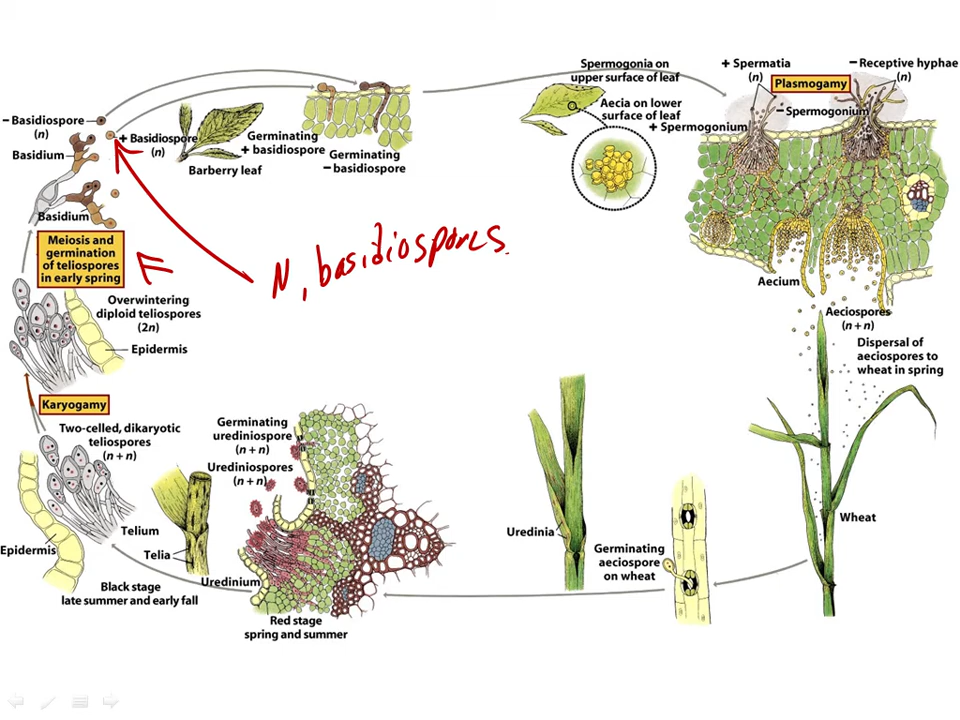 − Basidiospore
(n)
Basidium
+ Basidiospore
(n)
Basidium
Barberry leaf
Germinating
+ basidiospore
Germinating
− basidiospore
Spermogonia on
upper surface of leaf
Aecia on lower
surface of leaf
+ Spermatia
(n)
Plasmogamy
− Receptive hyphae
(n)
+ Spermogonium
− Spermogonium
Meiosis and
germination
of teliospores
in early spring
N, basidiospores.
Aecium
Aeciospores
(n + n)
Dispersal of
aeciospores to
wheat in spring
Overwintering
diploid teliospores
(2n)
Epidermis
Karyogamy
Two-celled, dikaryotic
teliospores
(n + n)
Germinating
urediniospore
(n + n)
Urediniospores
(n + n)
Telium
Telia
Epidermis
Uredinium
Black stage
late summer and early fall
Red stage
spring and summer
Uredinia
Germinating
aeciospore
on wheat
Wheat